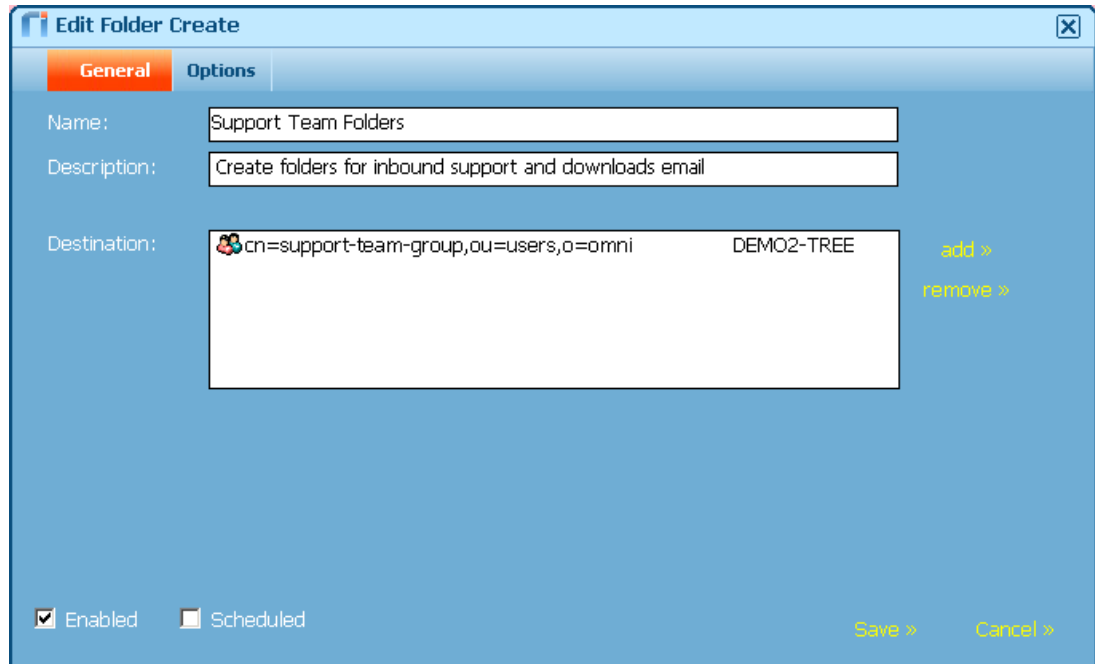 Edit Folder Create
General Options
Name: Support Team Folders
Description: Create folders for inbound support and downloads email
Destination: cn=support-team-group,ou=users,o=omni DEMO2-TREE add »
remove »
Enabled Scheduled
Save » Cancel »